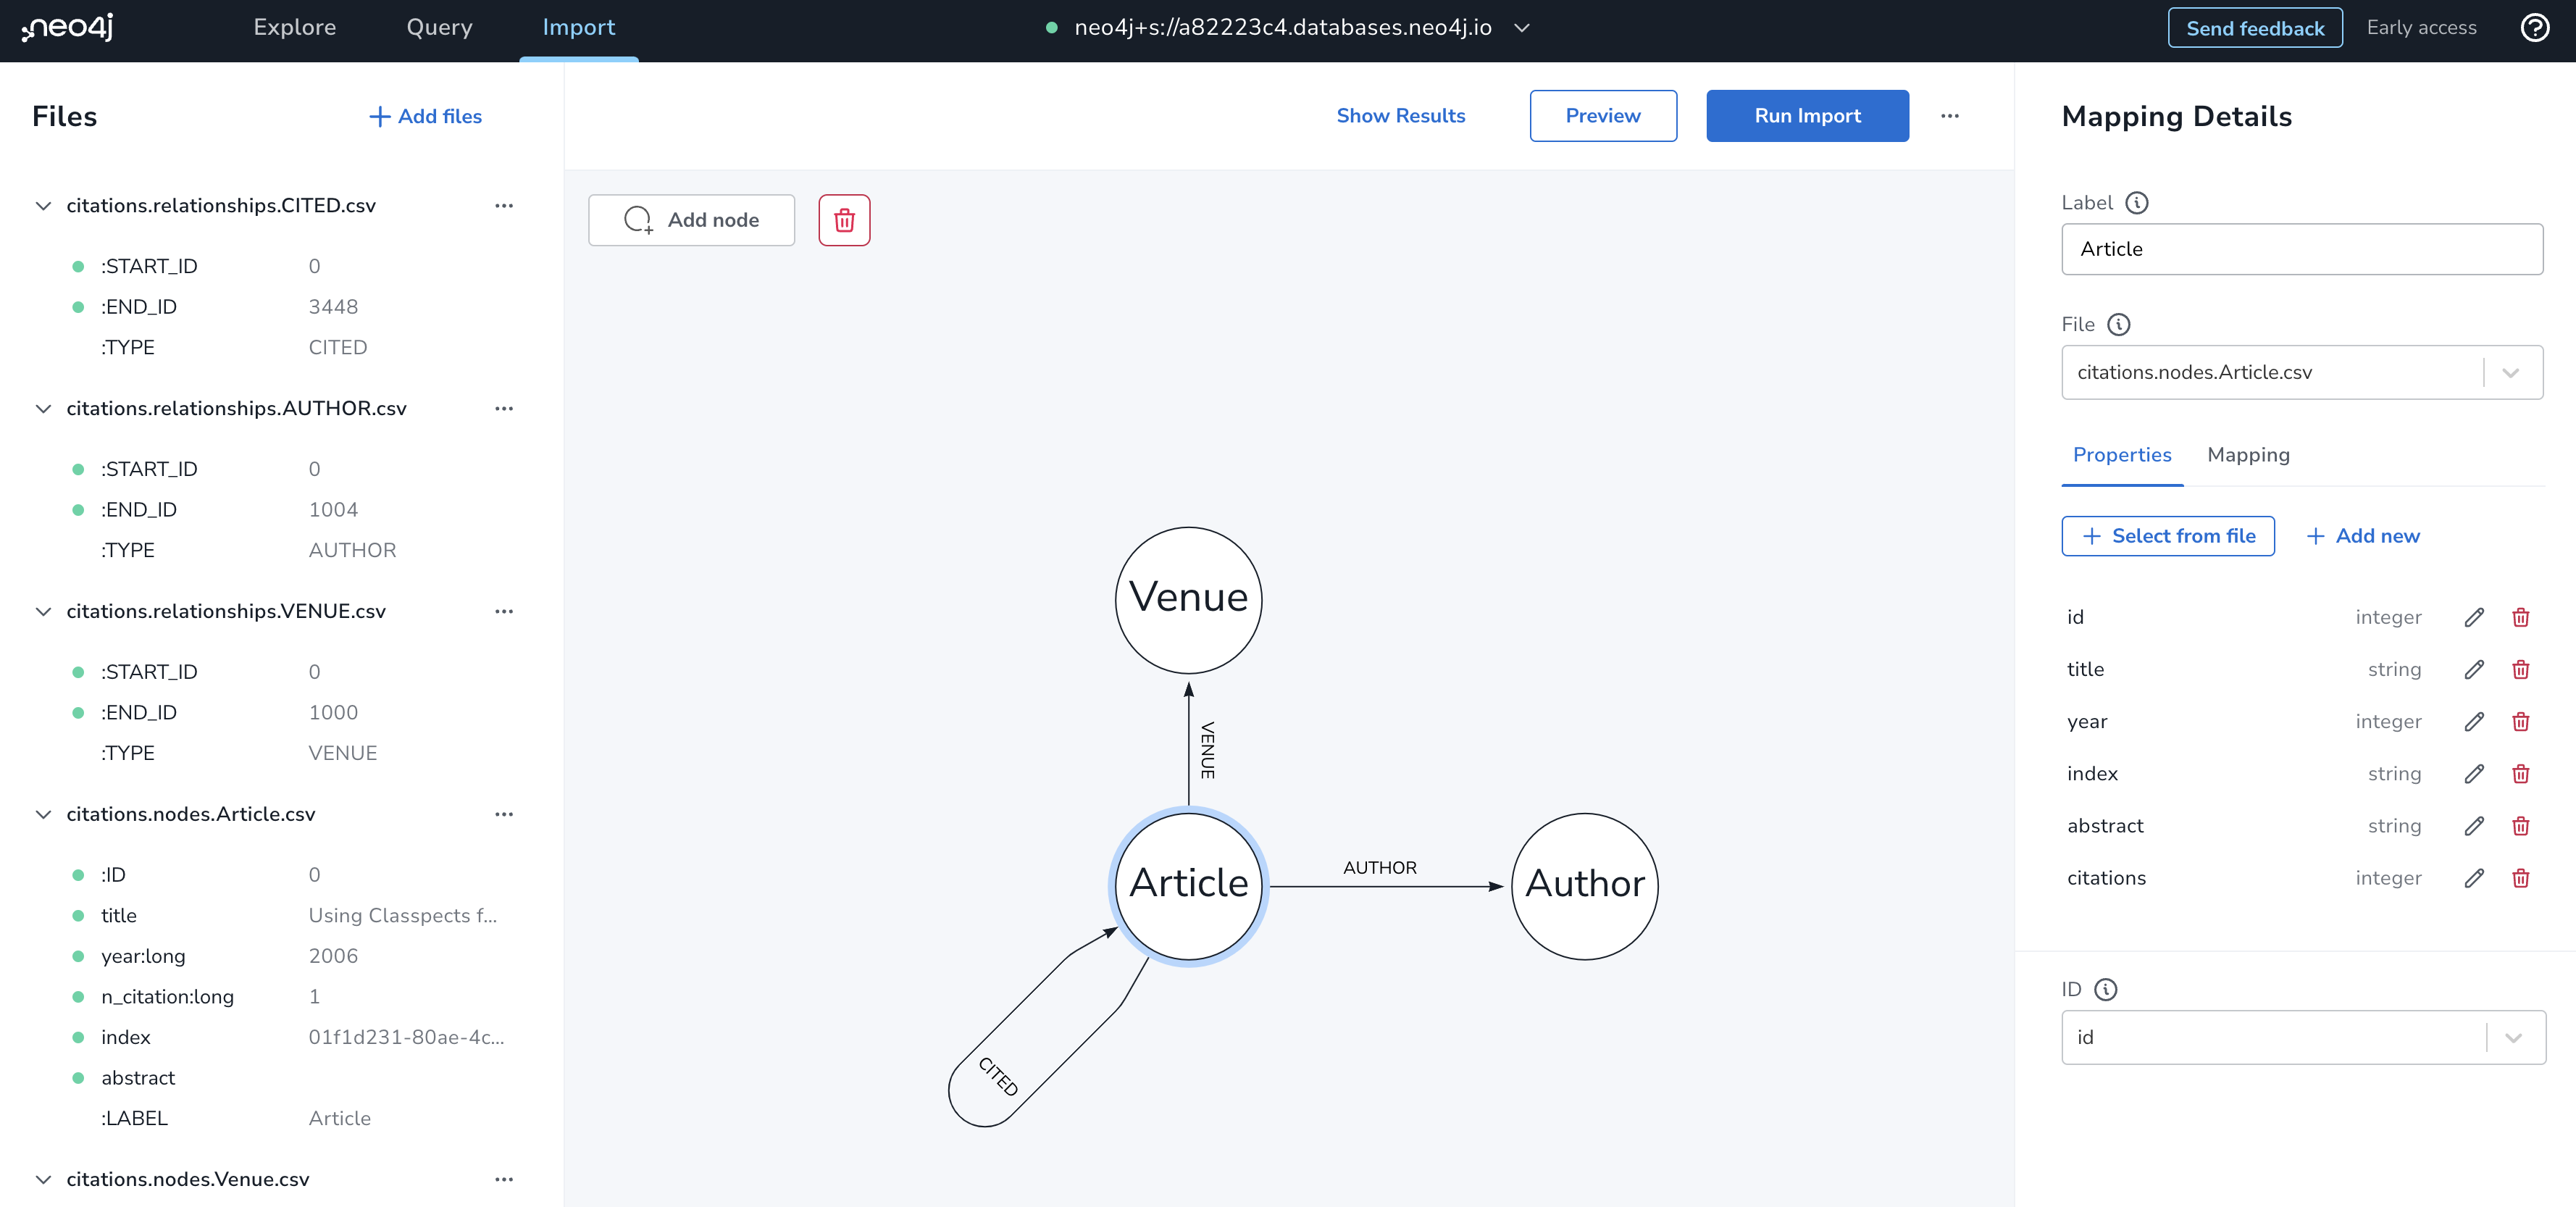 neo4j
Explore
Query
Import
neo4j+s://a82223c4.databases.neo4j.io
Send feedback
Early access
Files
Add files
citations.relationships.CITED.csv
:START_ID 0
:END_ID 3448
:TYPE CITED
citations.relationships.AUTHOR.csv
:START_ID 0
:END_ID 1004
:TYPE AUTHOR
citations.relationships.VENUE.csv
:START_ID 0
:END_ID 1000
:TYPE VENUE
citations.nodes.Article.csv
:ID 0
title Using Classpects f...
year:long 2006
n_citation:long 1
index 01f1d231-80ae-4c...
abstract
:LABEL Article
citations.nodes.Venue.csv
Show Results
Preview
Run Import
Add node
Venue
VENUE
Article
AUTHOR
Author
CITED
Mapping Details
Label
Article
File
citations.nodes.Article.csv
Properties
Mapping
Select from file
Add new
id integer
title string
year integer
index string
abstract string
citations integer
ID
id